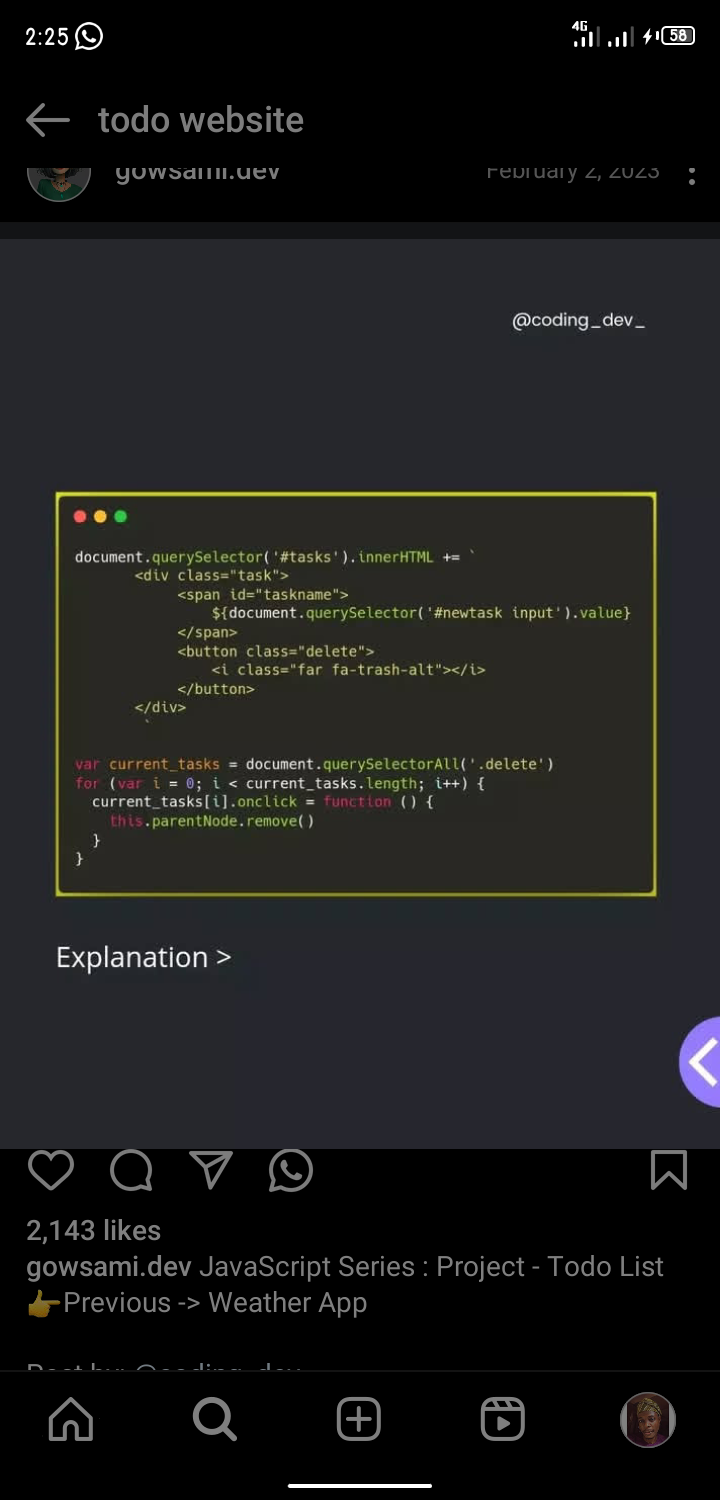 2:25
4G
58
todo website
gowsami.dev
February 2, 2023
@coding_dev_
document.querySelector('#tasks').innerHTML += `
<div class="task">
<span id="taskname">
${document.querySelector('#newtask input').value}
</span>
<button class="delete">
<i class="far fa-trash-alt"></i>
</button>
</div>
`
var current_tasks = document.querySelectorAll('.delete')
for (var i = 0; i < current_tasks.length; i++) {
current_tasks[i].onclick = function () {
this.parentNode.remove()
}
}
Explanation >
2,143 likes
gowsami.dev JavaScript Series : Project - Todo List
👉Previous -> Weather App
Post by: @coding_dev_